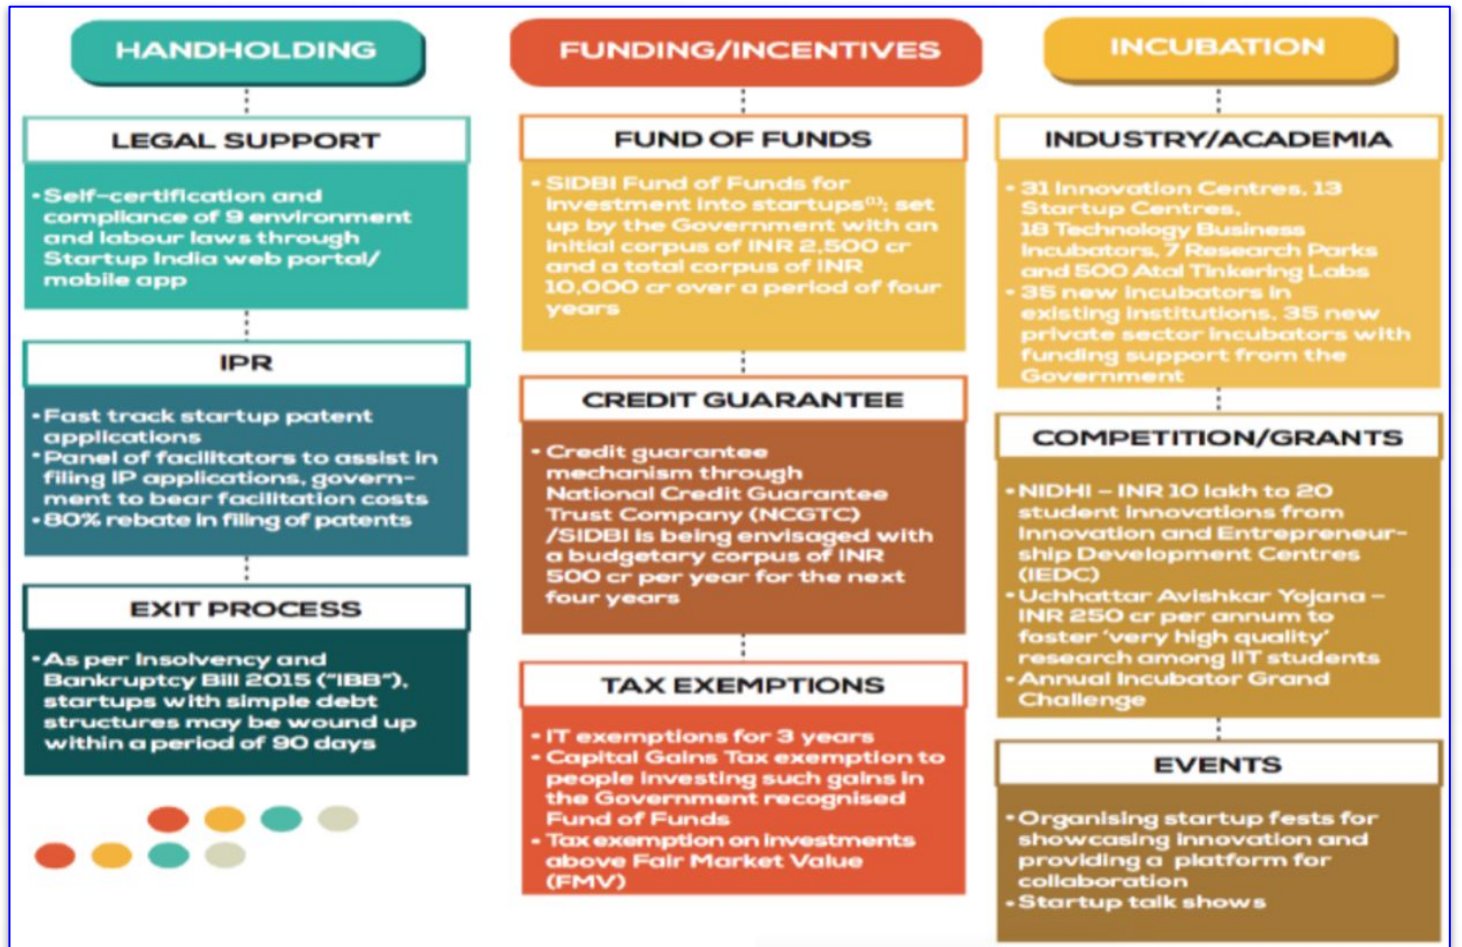 HANDHOLDING
LEGAL SUPPORT
•Self-certification and
compliance of 9 environment
and labour laws through
Startup India web portal/
mobile app
IPR
•Fast track startup patent
applications
•Panel of facilitators to assist in
filing IP applications, govern-
ment to bear facilitation costs
•80% rebate in filing of patents
EXIT PROCESS
•As per Insolvency and
Bankruptcy Bill 2015 ("IBB"),
startups with simple debt
structures may be wound up
within a period of 90 days
FUNDING/INCENTIVES
FUND OF FUNDS
• SIDBI Fund of Funds for
investment into startups⁽¹·⁾; set
up by the Government with an
initial corpus of INR 2,500 cr
and a total corpus of INR
10,000 cr over a period of four
years
CREDIT GUARANTEE
• Credit guarantee
mechanism through
National Credit Guarantee
Trust Company (NCGTC)
/SIDBI is being envisaged with
a budgetary corpus of INR
500 cr per year for the next
four years
TAX EXEMPTIONS
• IT exemptions for 3 years
• Capital Gains Tax exemption to
people investing such gains in
the Government recognised
Fund of Funds
• Tax exemption on investments
above Fair Market Value
(FMV)
INCUBATION
INDUSTRY/ACADEMIA
• 31 Innovation Centres, 13
Startup Centres,
18 Technology Business
Incubators, 7 Research Parks
and 500 Atal Tinkering Labs
• 35 new incubators in
existing institutions, 35 new
private sector incubators with
funding support from the
Government
COMPETITION/GRANTS
•NIDHI – INR 10 lakh to 20
student innovations from
Innovation and Entrepreneur-
ship Development Centres
(IEDC)
•Uchhattar Avishkar Yojana –
INR 250 cr per annum to
foster 'very high quality'
research among IIT students
•Annual Incubator Grand
Challenge
EVENTS
•Organising startup fests for
showcasing innovation and
providing a platform for
collaboration
•Startup talk shows